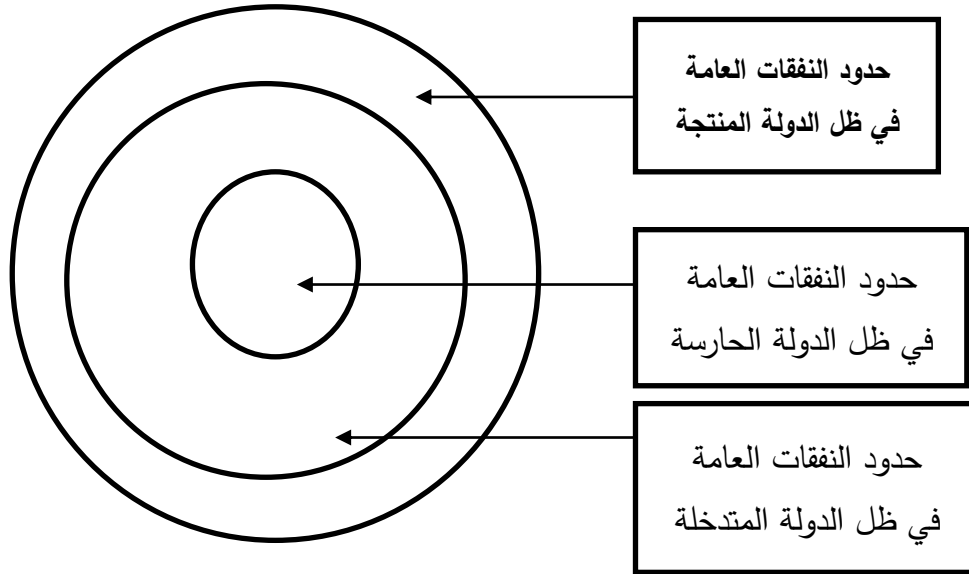 حدود النفقات العامة
في ظل الدولة المنتجة
حدود النفقات العامة
في ظل الدولة الحارسة
حدود النفقات العامة
في ظل الدولة المتدخلة